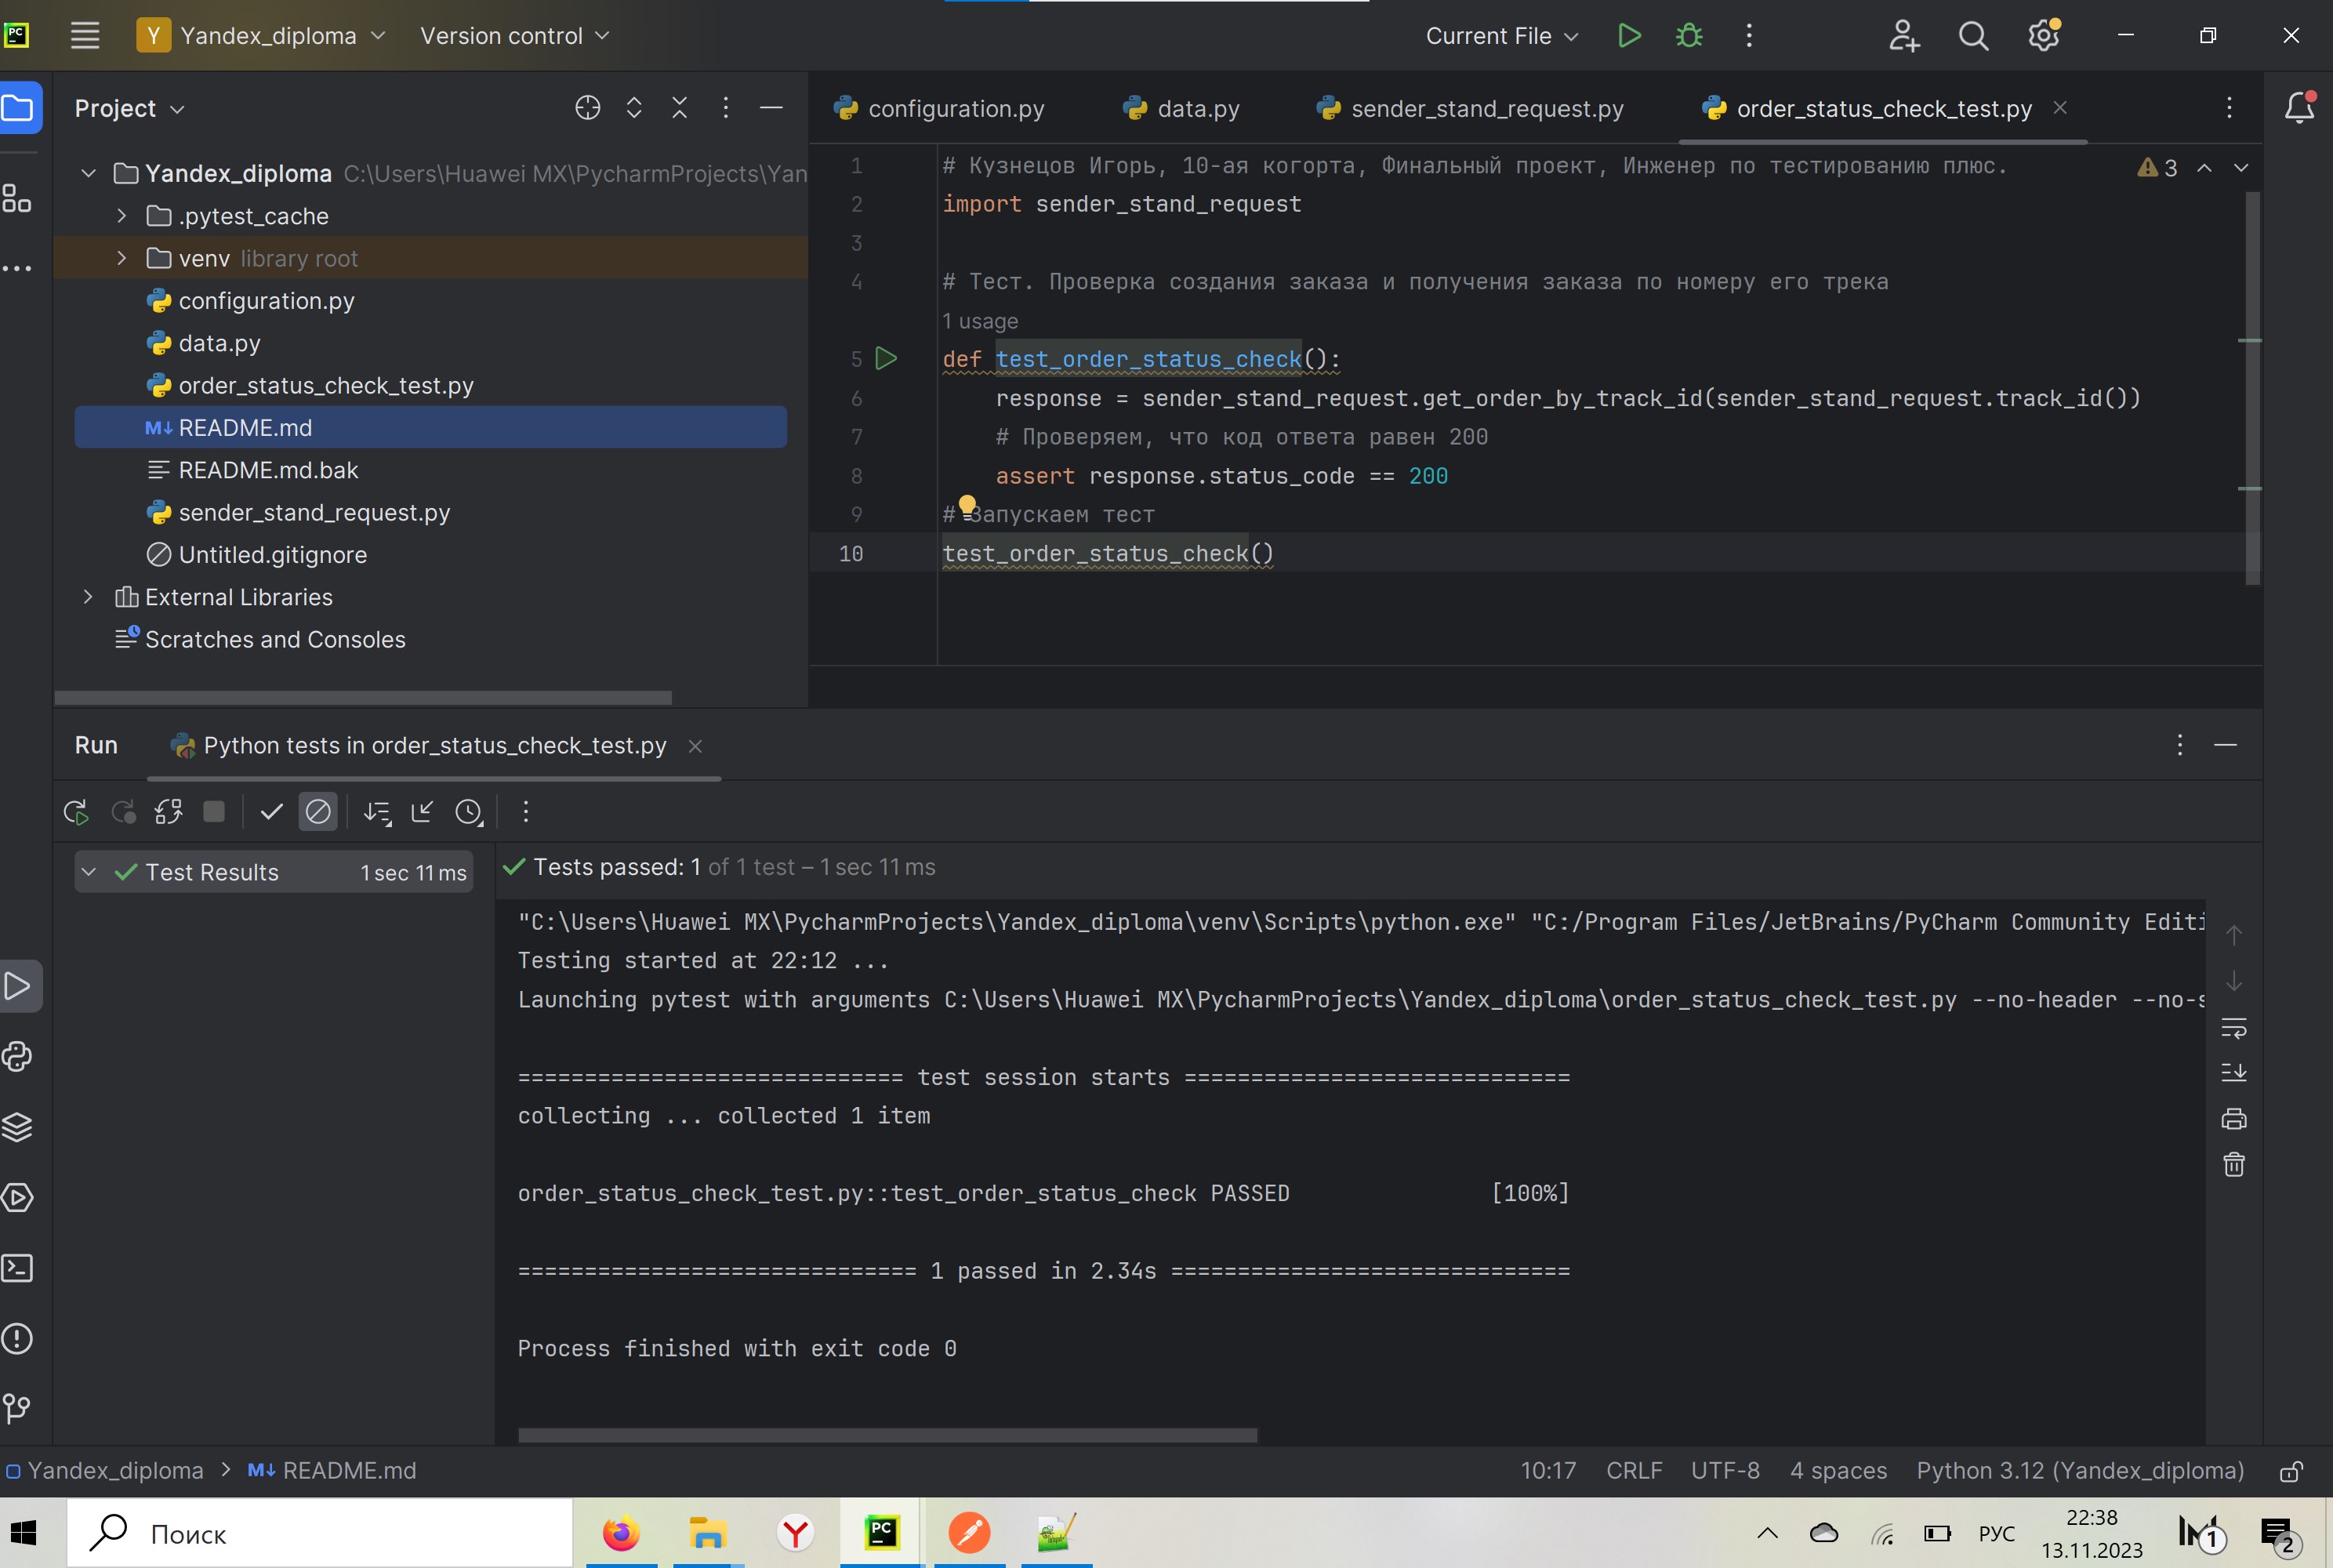 PC
Y Yandex_diploma Version control Current File
Project
Yandex_diploma C:\Users\Huawei MX\PycharmProjects\Yan
.pytest_cache
venv library root
configuration.py
data.py
order_status_check_test.py
M↓ README.md
README.md.bak
sender_stand_request.py
Untitled.gitignore
External Libraries
Scratches and Consoles
configuration.py data.py sender_stand_request.py order_status_check_test.py
3
1 # Кузнецов Игорь, 10-ая когорта, Финальный проект, Инженер по тестированию плюс.
2 import sender_stand_request
3
4 # Тест. Проверка создания заказа и получения заказа по номеру его трека
1 usage
5 def test_order_status_check():
6 response = sender_stand_request.get_order_by_track_id(sender_stand_request.track_id())
7 # Проверяем, что код ответа равен 200
8 assert response.status_code == 200
9 # Запускаем тест
10 test_order_status_check()
Run Python tests in order_status_check_test.py
Test Results 1 sec 11 ms
Tests passed: 1 of 1 test – 1 sec 11 ms
"C:\Users\Huawei MX\PycharmProjects\Yandex_diploma\venv\Scripts\python.exe" "C:/Program Files/JetBrains/PyCharm Community Editi
Testing started at 22:12 ...
Launching pytest with arguments C:\Users\Huawei MX\PycharmProjects\Yandex_diploma\order_status_check_test.py --no-header --no-s
============================= test session starts =============================
collecting ... collected 1 item
order_status_check_test.py::test_order_status_check PASSED [100%]
============================== 1 passed in 2.34s ==============================
Process finished with exit code 0
Yandex_diploma > M↓ README.md 10:17 CRLF UTF-8 4 spaces Python 3.12 (Yandex_diploma)
Поиск
PC
РУС
22:38
13.11.2023
1
2